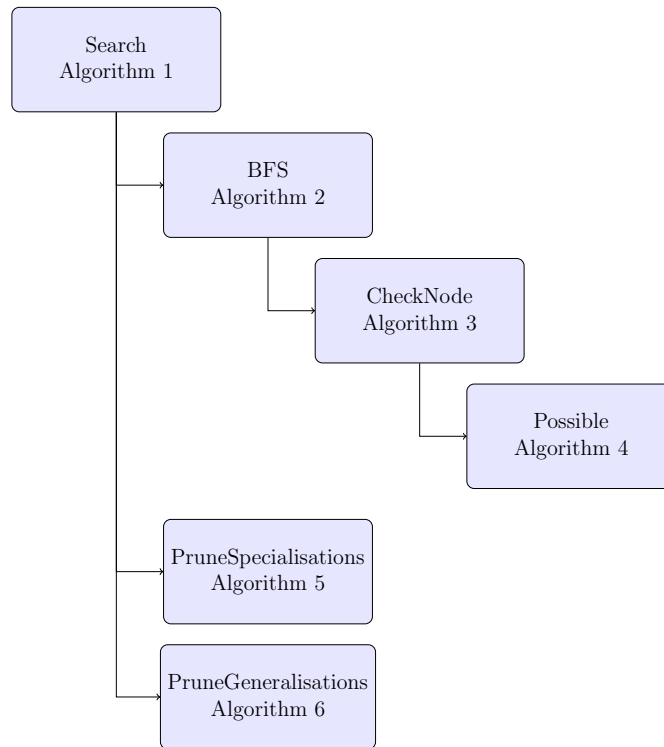 Search
Algorithm 1
BFS
Algorithm 2
CheckNode
Algorithm 3
Possible
Algorithm 4
PruneSpecialisations
Algorithm 5
PruneGeneralisations
Algorithm 6